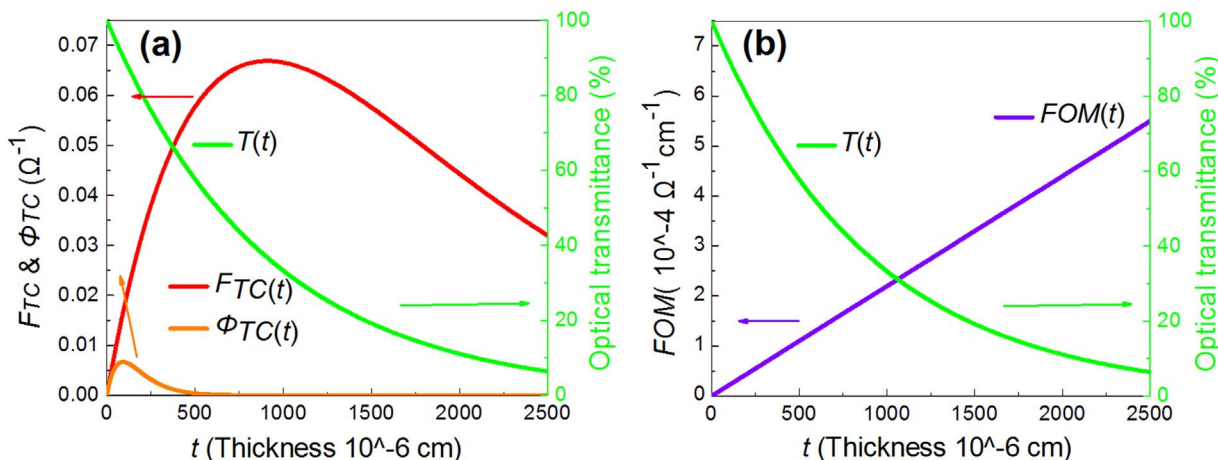 (a)
FTC & ΦTC (Ω⁻¹)
0.07
0.06
0.05
0.04
0.03
0.02
0.01
0.00
T(t)
FTC(t)
ΦTC(t)
100
80
60
40
20
0
Optical transmittance (%)
0 500 1000 1500 2000 2500
t (Thickness 10^-6 cm)
(b)
FOM( 10^-4 Ω⁻¹cm⁻¹)
7
6
5
4
3
2
1
0
FOM(t)
T(t)
100
80
60
40
20
0
Optical transmittance (%)
0 500 1000 1500 2000 2500
t (Thickness 10^-6 cm)